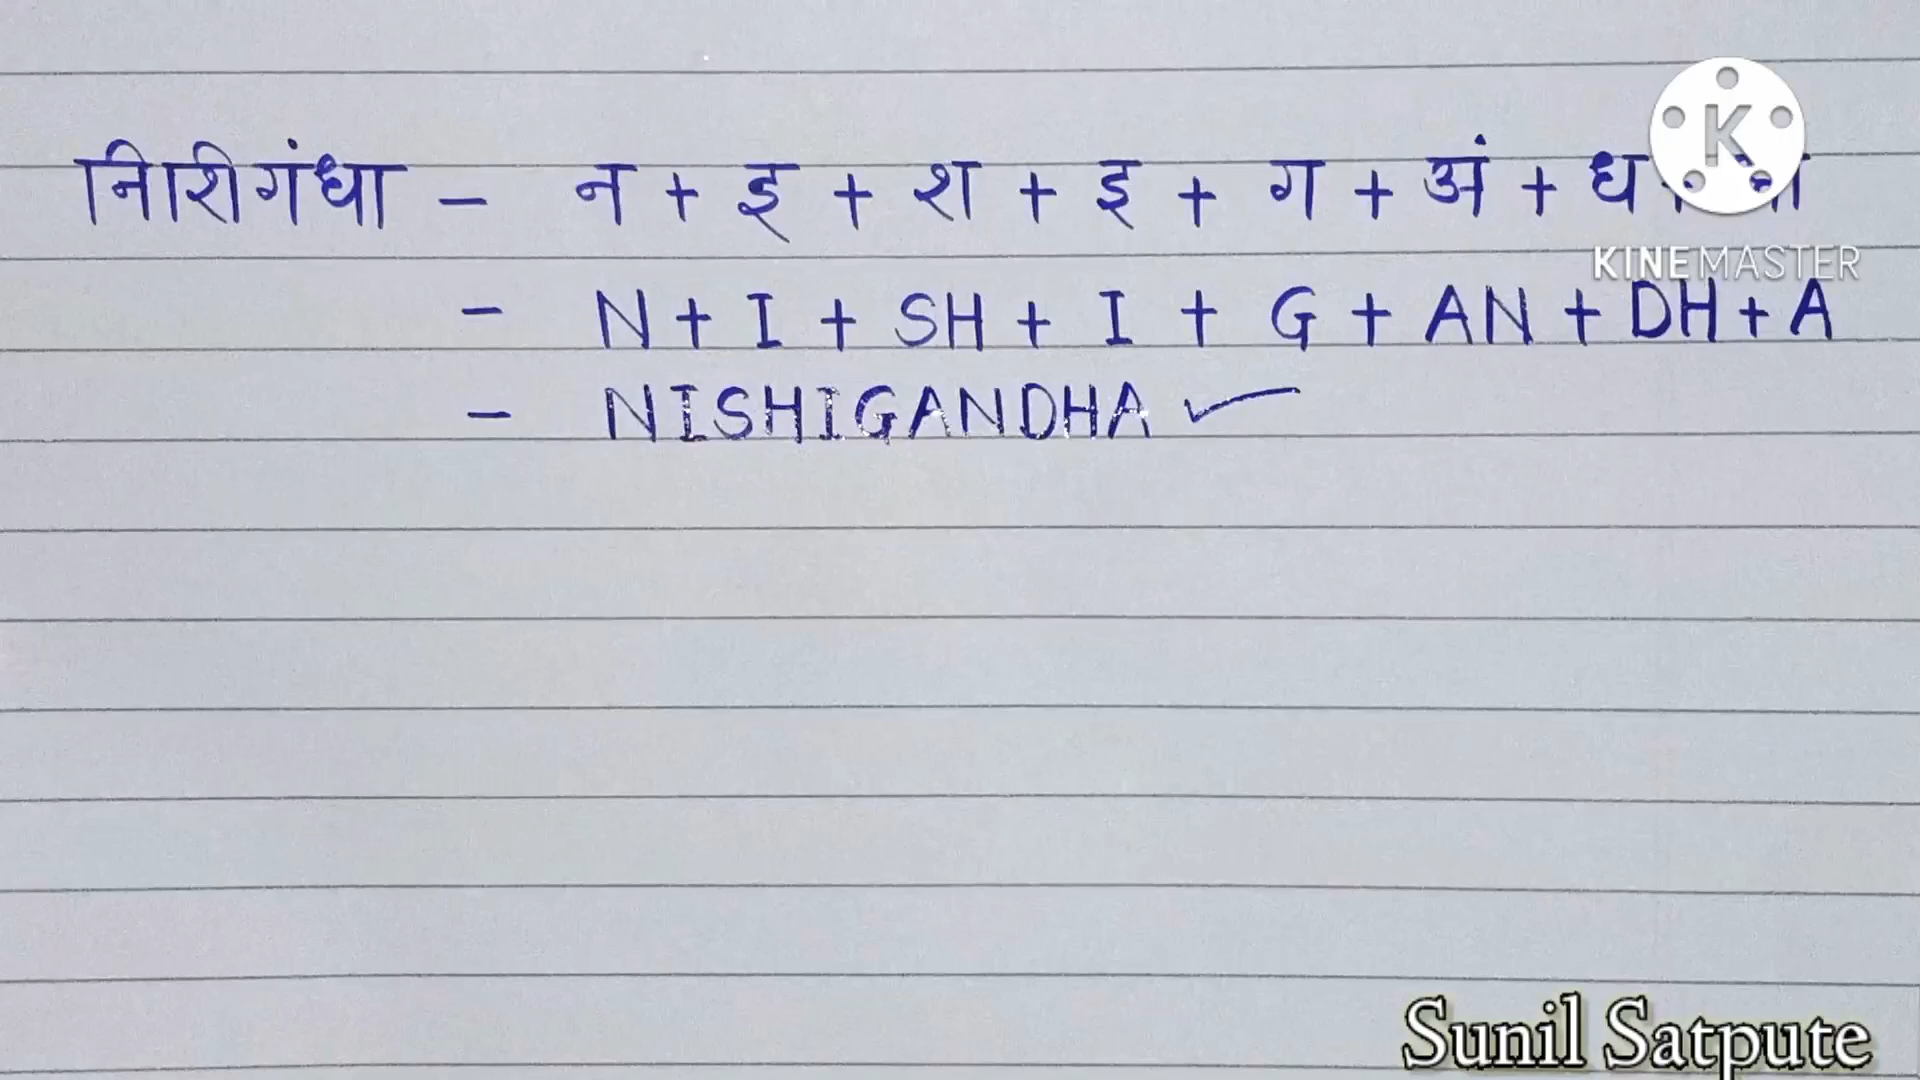 निशिगंधा – न + इ + श + इ + ग + अं + ध +
– N + I + SH + I + G + AN + DH + A
– NISHIGANDHA ✓
K
KINEMASTER
Sunil Satpute